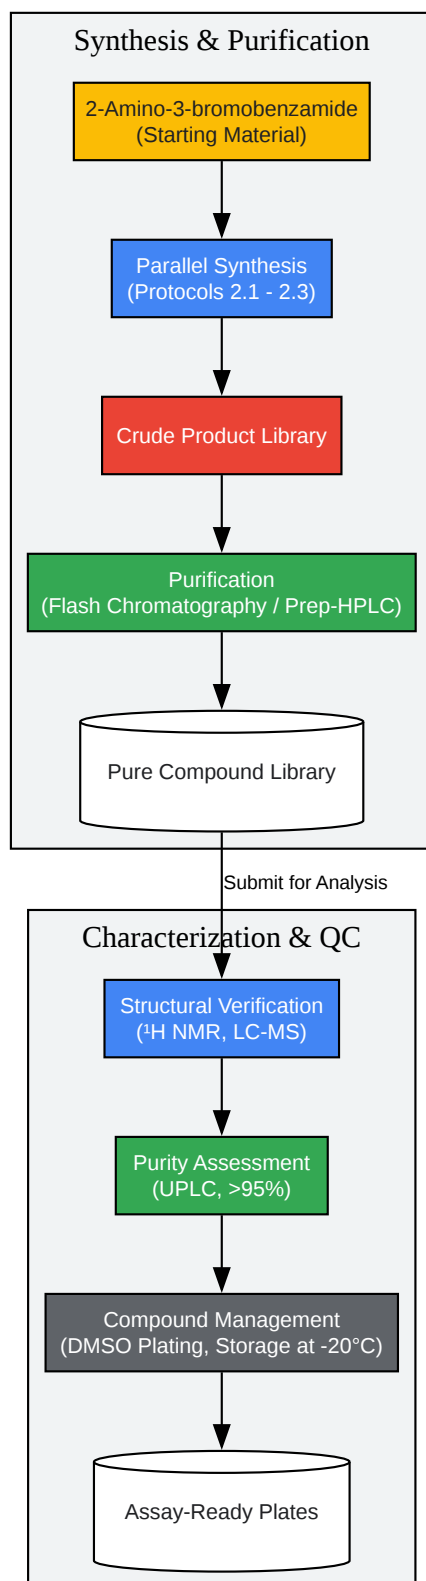 Synthesis & Purification
2-Amino-3-bromobenzamide
(Starting Material)
Parallel Synthesis
(Protocols 2.1 - 2.3)
Crude Product Library
Purification
(Flash Chromatography / Prep-HPLC)
Pure Compound Library
Submit for Analysis
Characterization & QC
Structural Verification
(¹H NMR, LC-MS)
Purity Assessment
(UPLC, >95%)
Compound Management
(DMSO Plating, Storage at -20°C)
Assay-Ready Plates